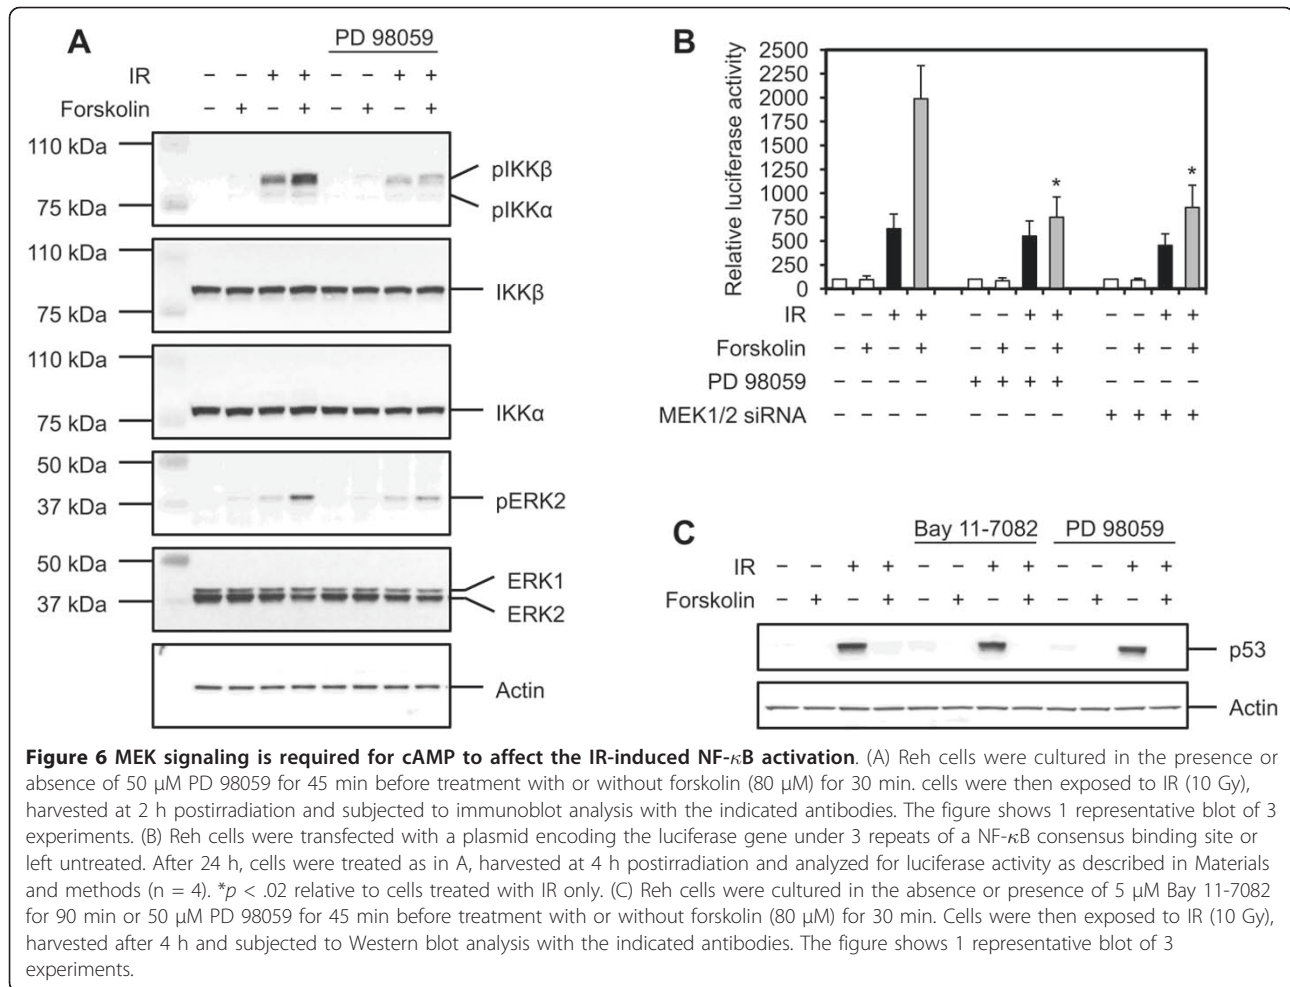 A
PD 98059
IR − − + + − − + +
Forskolin − + − + − + − +
110 kDa
75 kDa
pIKKβ
pIKKα
110 kDa
75 kDa
IKKβ
110 kDa
75 kDa
IKKα
50 kDa
37 kDa
pERK2
50 kDa
37 kDa
ERK1
ERK2
Actin
B
Relative luciferase activity
2500
2250
2000
1750
1500
1250
1000
750
500
250
0
*
*
IR − − + + − − + + − − + +
Forskolin − + − + − + − + − + − +
PD 98059 − − − − + + + + − − − −
MEK1/2 siRNA − − − − − − − − + + + +
C
Bay 11-7082 PD 98059
IR − − + + − − + + − − + +
Forskolin − + − + − + − + − + − +
p53
Actin
Figure 6 MEK signaling is required for cAMP to affect the IR-induced NF-κB activation. (A) Reh cells were cultured in the presence or
absence of 50 μM PD 98059 for 45 min before treatment with or without forskolin (80 μM) for 30 min. cells were then exposed to IR (10 Gy),
harvested at 2 h postirradiation and subjected to immunoblot analysis with the indicated antibodies. The figure shows 1 representative blot of 3
experiments. (B) Reh cells were transfected with a plasmid encoding the luciferase gene under 3 repeats of a NF-κB consensus binding site or
left untreated. After 24 h, cells were treated as in A, harvested at 4 h postirradiation and analyzed for luciferase activity as described in Materials
and methods (n = 4). *p < .02 relative to cells treated with IR only. (C) Reh cells were cultured in the absence or presence of 5 μM Bay 11-7082
for 90 min or 50 μM PD 98059 for 45 min before treatment with or without forskolin (80 μM) for 30 min. Cells were then exposed to IR (10 Gy),
harvested after 4 h and subjected to Western blot analysis with the indicated antibodies. The figure shows 1 representative blot of 3
experiments.